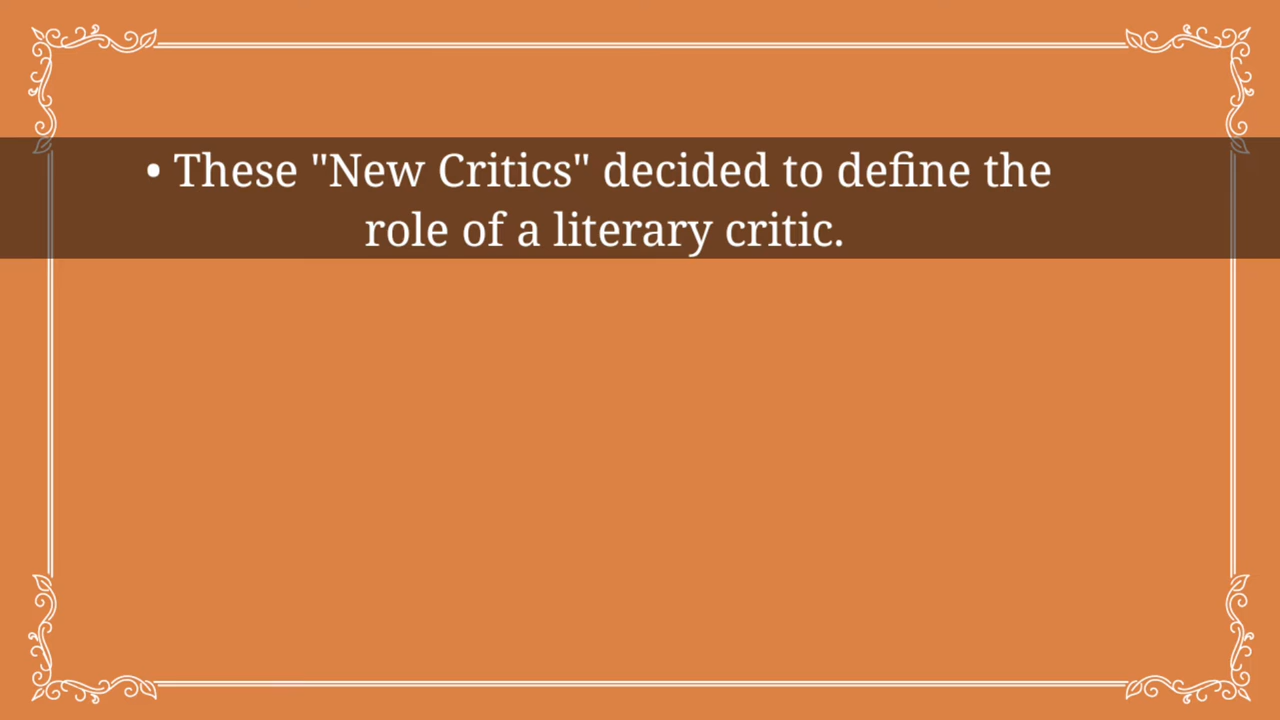 • These "New Critics" decided to define the
role of a literary critic.